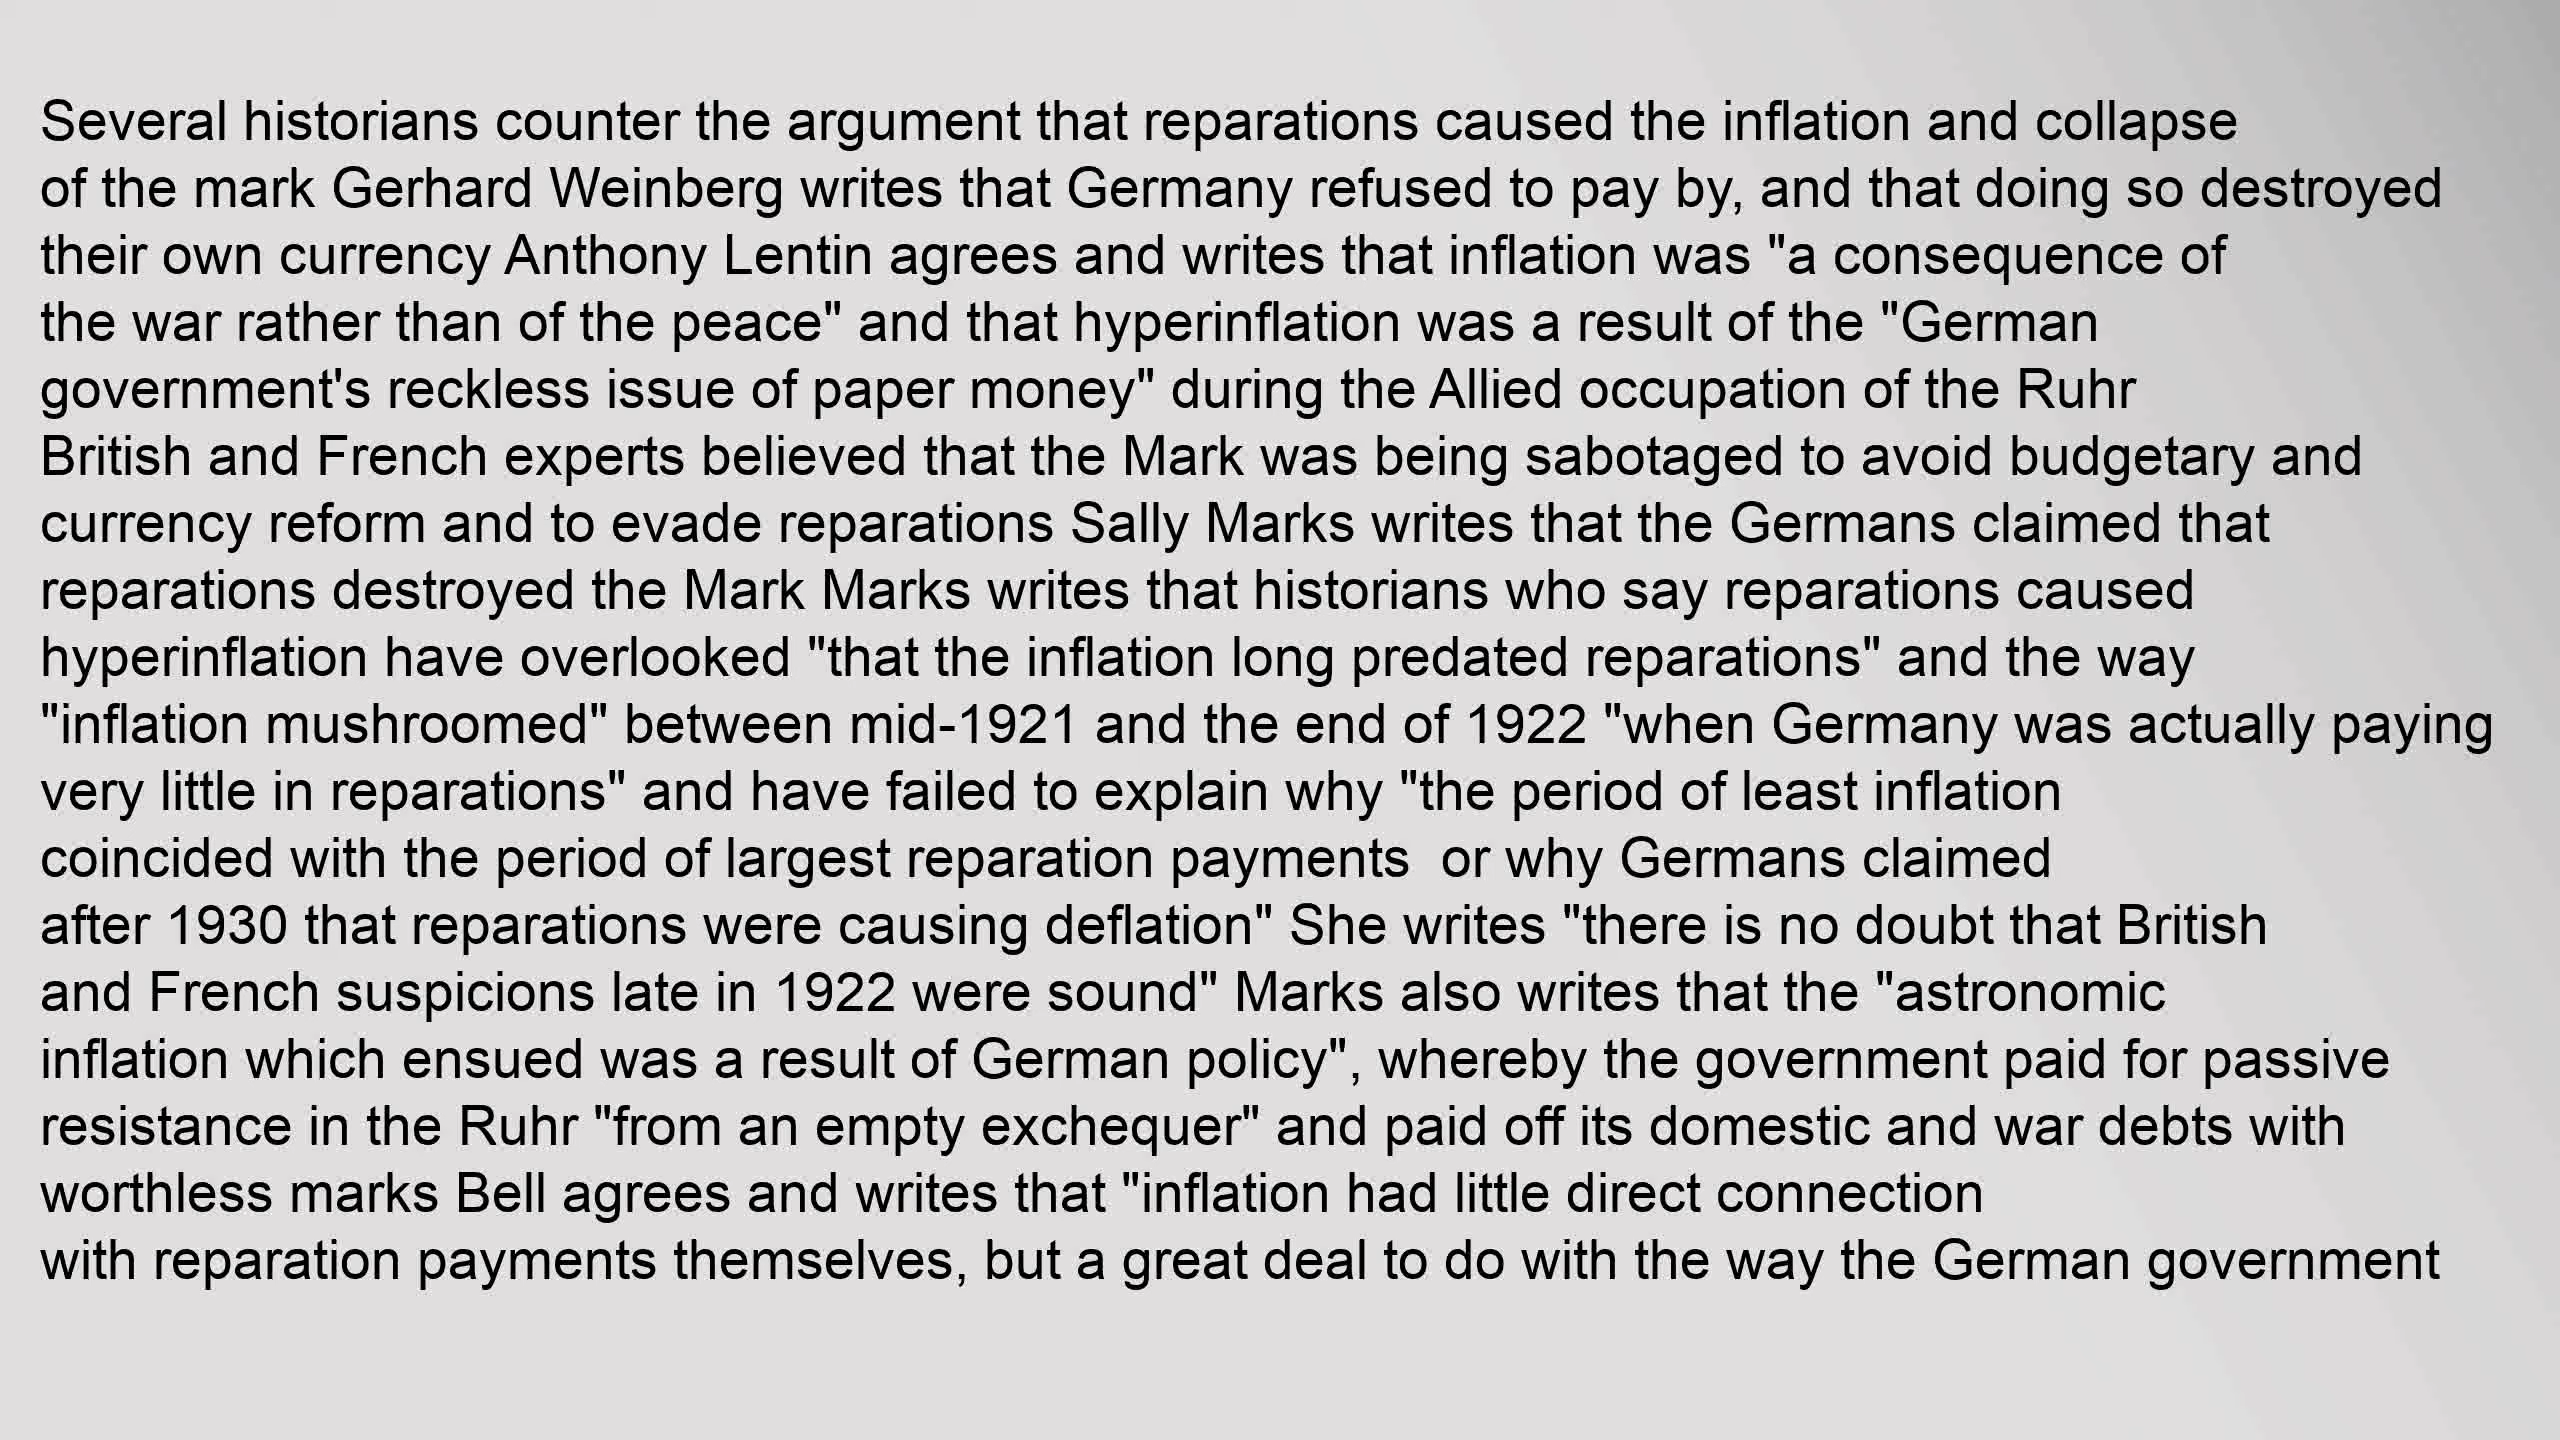 Several historians counter the argument that reparations caused the inflation and collapse
of the mark Gerhard Weinberg writes that Germany refused to pay by, and that doing so destroyed
their own currency Anthony Lentin agrees and writes that inflation was "a consequence of
the war rather than of the peace" and that hyperinflation was a result of the "German
government's reckless issue of paper money" during the Allied occupation of the Ruhr
British and French experts believed that the Mark was being sabotaged to avoid budgetary and
currency reform and to evade reparations Sally Marks writes that the Germans claimed that
reparations destroyed the Mark Marks writes that historians who say reparations caused
hyperinflation have overlooked "that the inflation long predated reparations" and the way
"inflation mushroomed" between mid-1921 and the end of 1922 "when Germany was actually paying
very little in reparations" and have failed to explain why "the period of least inflation
coincided with the period of largest reparation payments  or why Germans claimed
after 1930 that reparations were causing deflation" She writes "there is no doubt that British
and French suspicions late in 1922 were sound" Marks also writes that the "astronomic
inflation which ensued was a result of German policy", whereby the government paid for passive
resistance in the Ruhr "from an empty exchequer" and paid off its domestic and war debts with
worthless marks Bell agrees and writes that "inflation had little direct connection
with reparation payments themselves, but a great deal to do with the way the German government